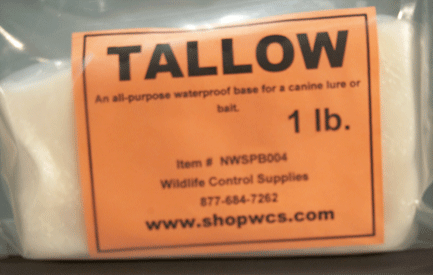 TALLOW
An all-purpose waterproof base for a canine lure or
bait.
1 lb.
Item # NWSPB004
Wildlife Control Supplies
877-684-7262
www.shopwcs.com